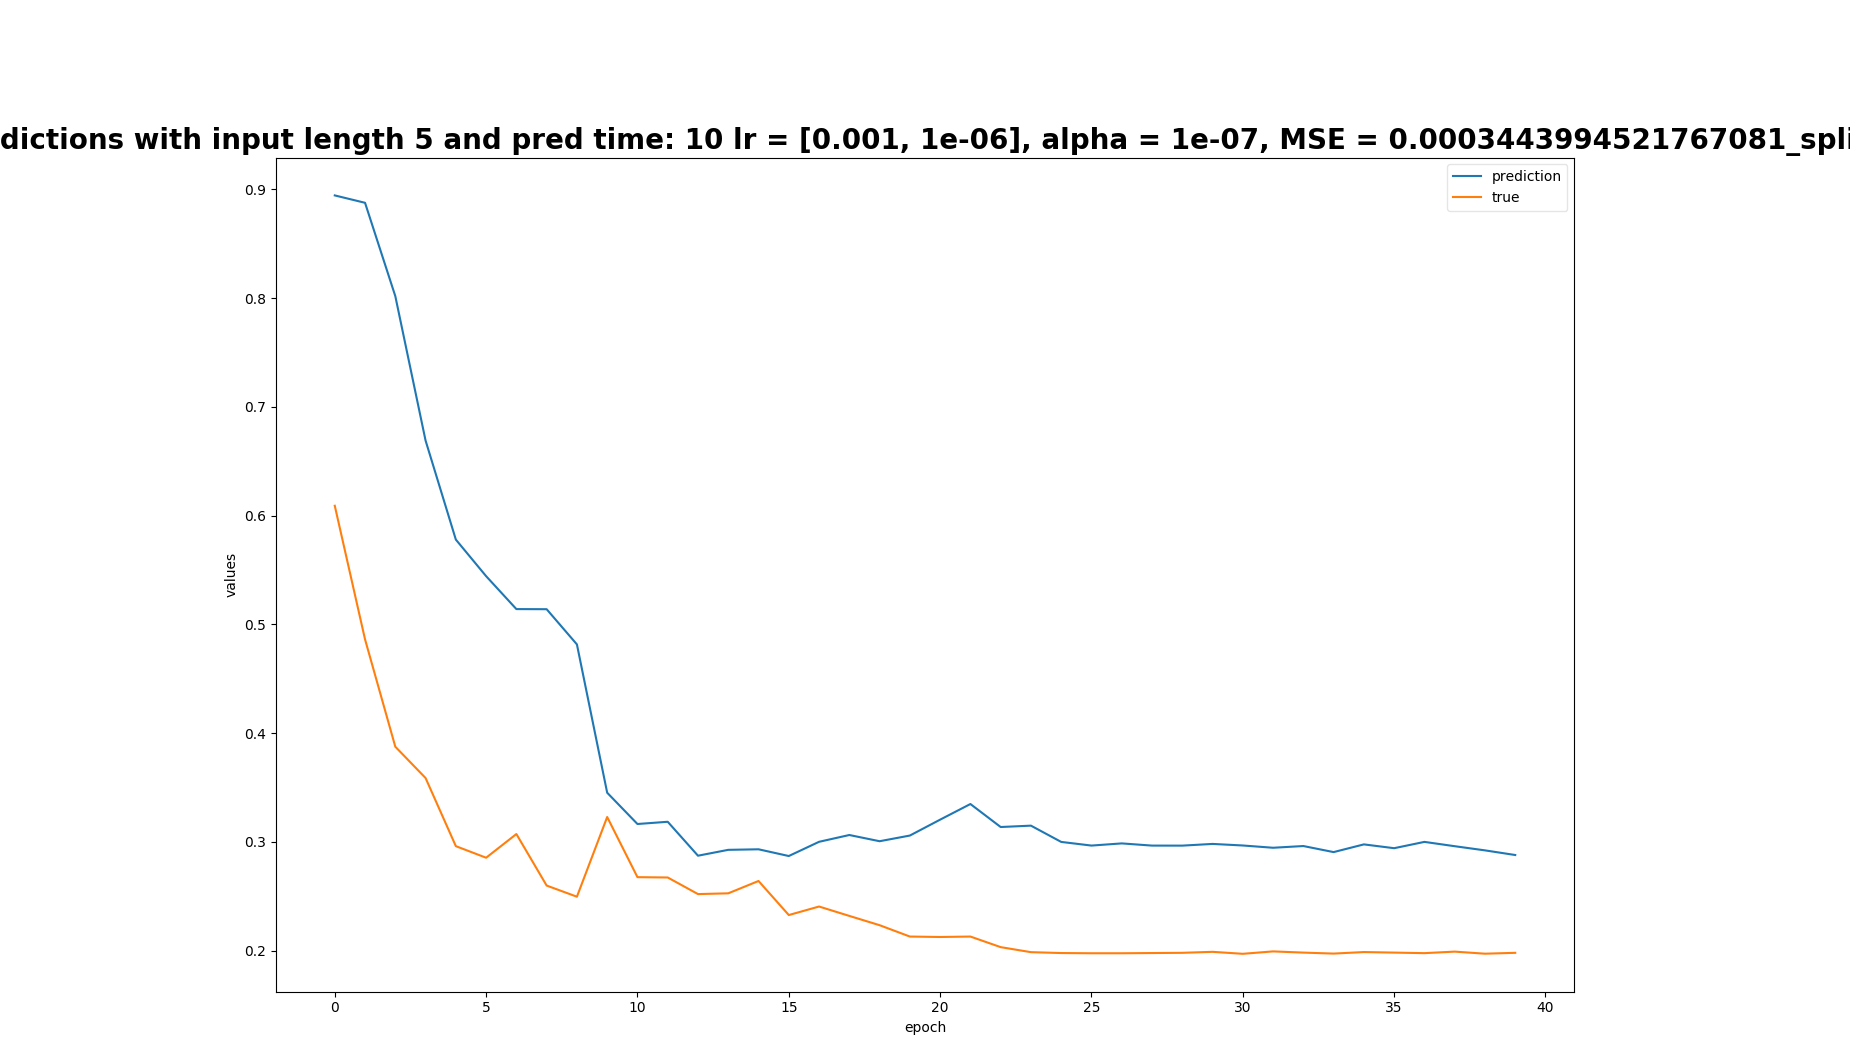 dictions with input length 5 and pred time: 10 lr = [0.001, 1e-06], alpha = 1e-07, MSE = 0.0003443994521767081_spli
prediction
true
0.9
0.8
0.7
0.6
0.5
0.4
0.3
0.2
values
0 5 10 15 20 25 30 35 40
epoch